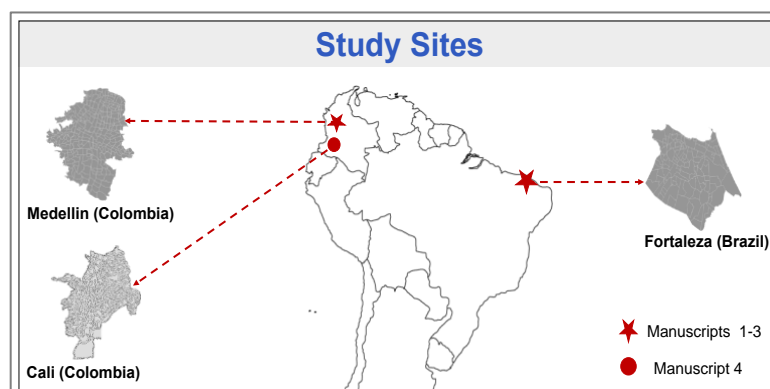 Study Sites
Medellin (Colombia)
Fortaleza (Brazil)
Cali (Colombia)
Manuscripts 1-3
Manuscript 4